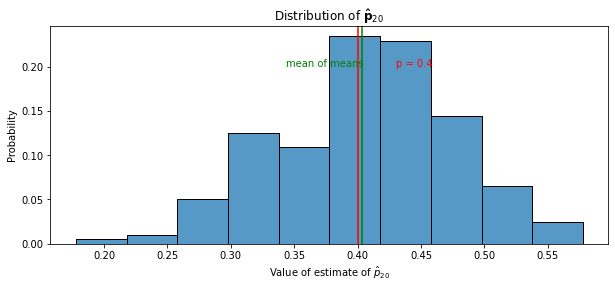 Distribution of p̂₂₀
Probability
0.20
0.15
0.10
0.05
0.00
mean of means
p = 0.4
0.20 0.25 0.30 0.35 0.40 0.45 0.50 0.55
Value of estimate of p̂₂₀